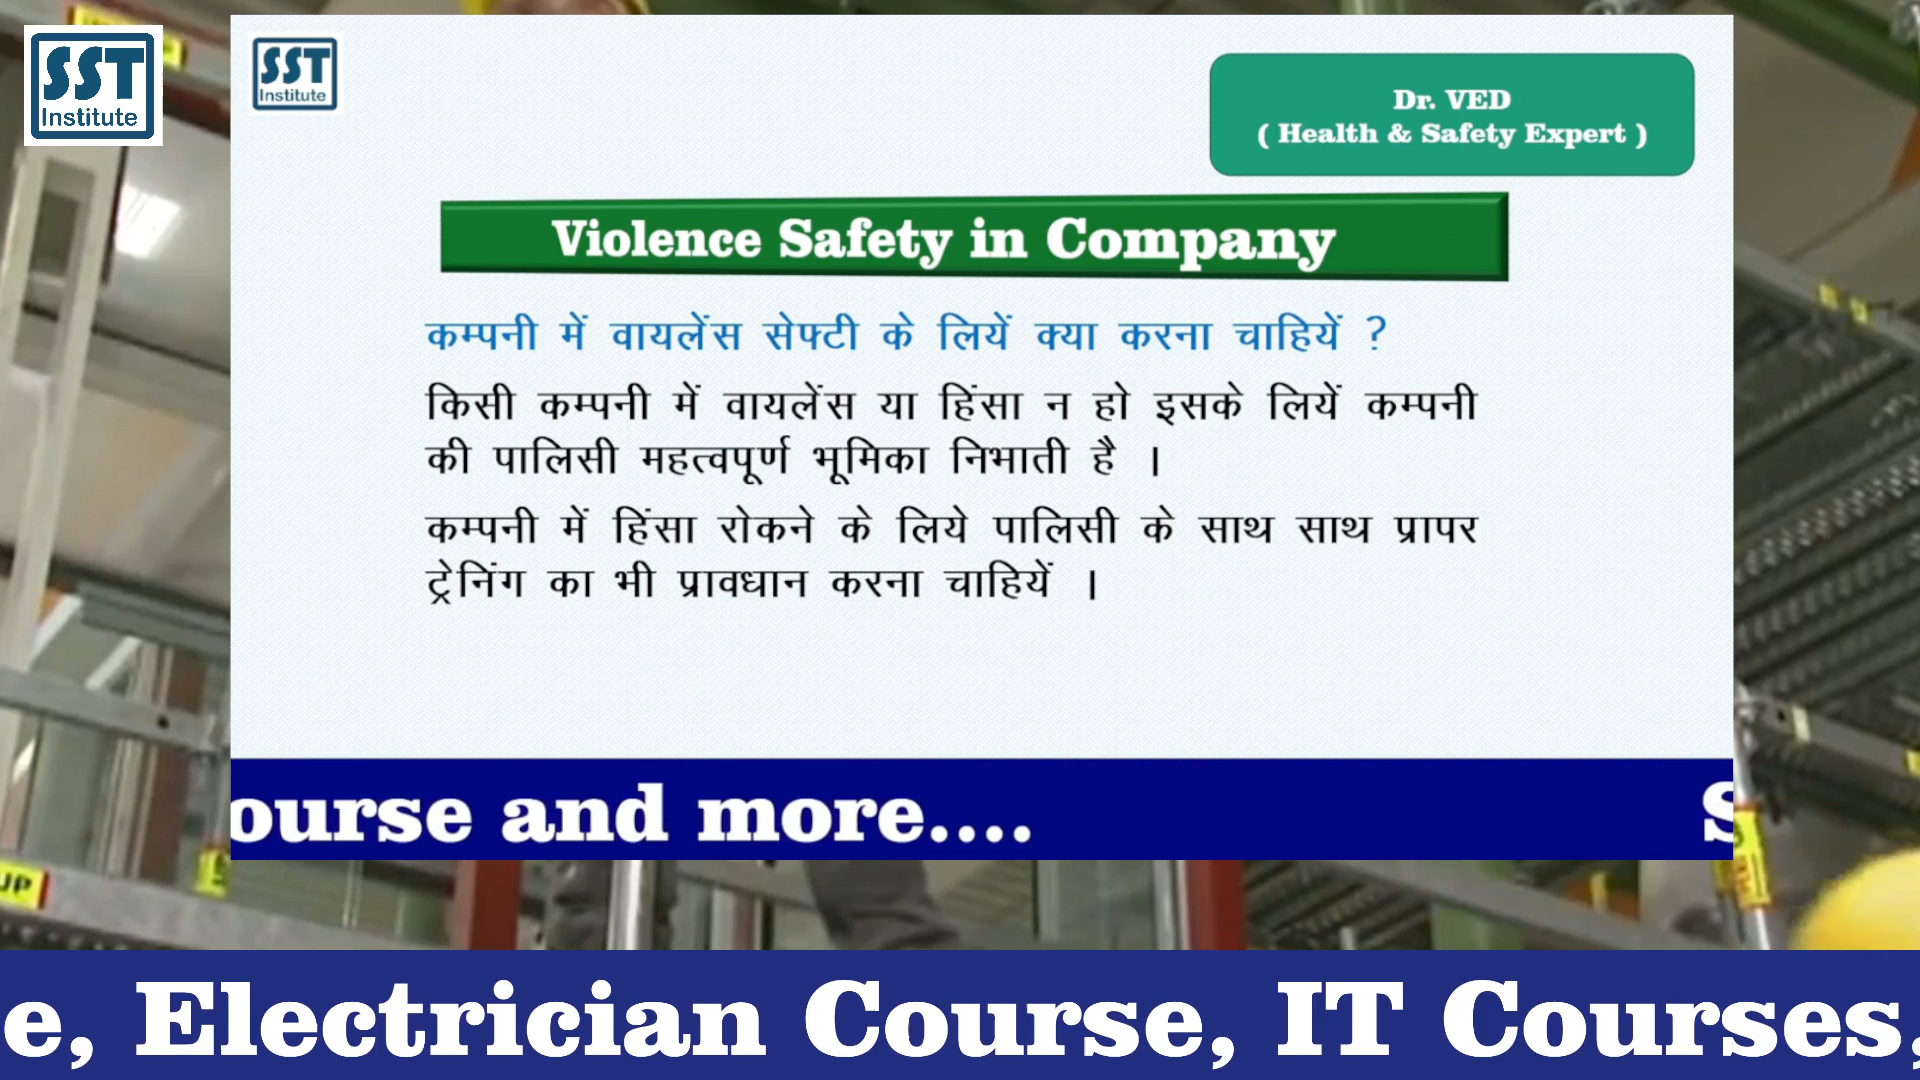 SST
Institute
SST
Institute
Dr. VED
( Health & Safety Expert )
Violence Safety in Company
कम्पनी में वायलेंस सेफ्टी के लियें क्या करना चाहियें ?
किसी कम्पनी में वायलेंस या हिंसा न हो इसके लियें कम्पनी
की पालिसी महत्वपूर्ण भूमिका निभाती है ।
कम्पनी में हिंसा रोकने के लिये पालिसी के साथ साथ प्रापर
ट्रेनिंग का भी प्रावधान करना चाहियें ।
ourse and more.... S
UP
e, Electrician Course, IT Courses,